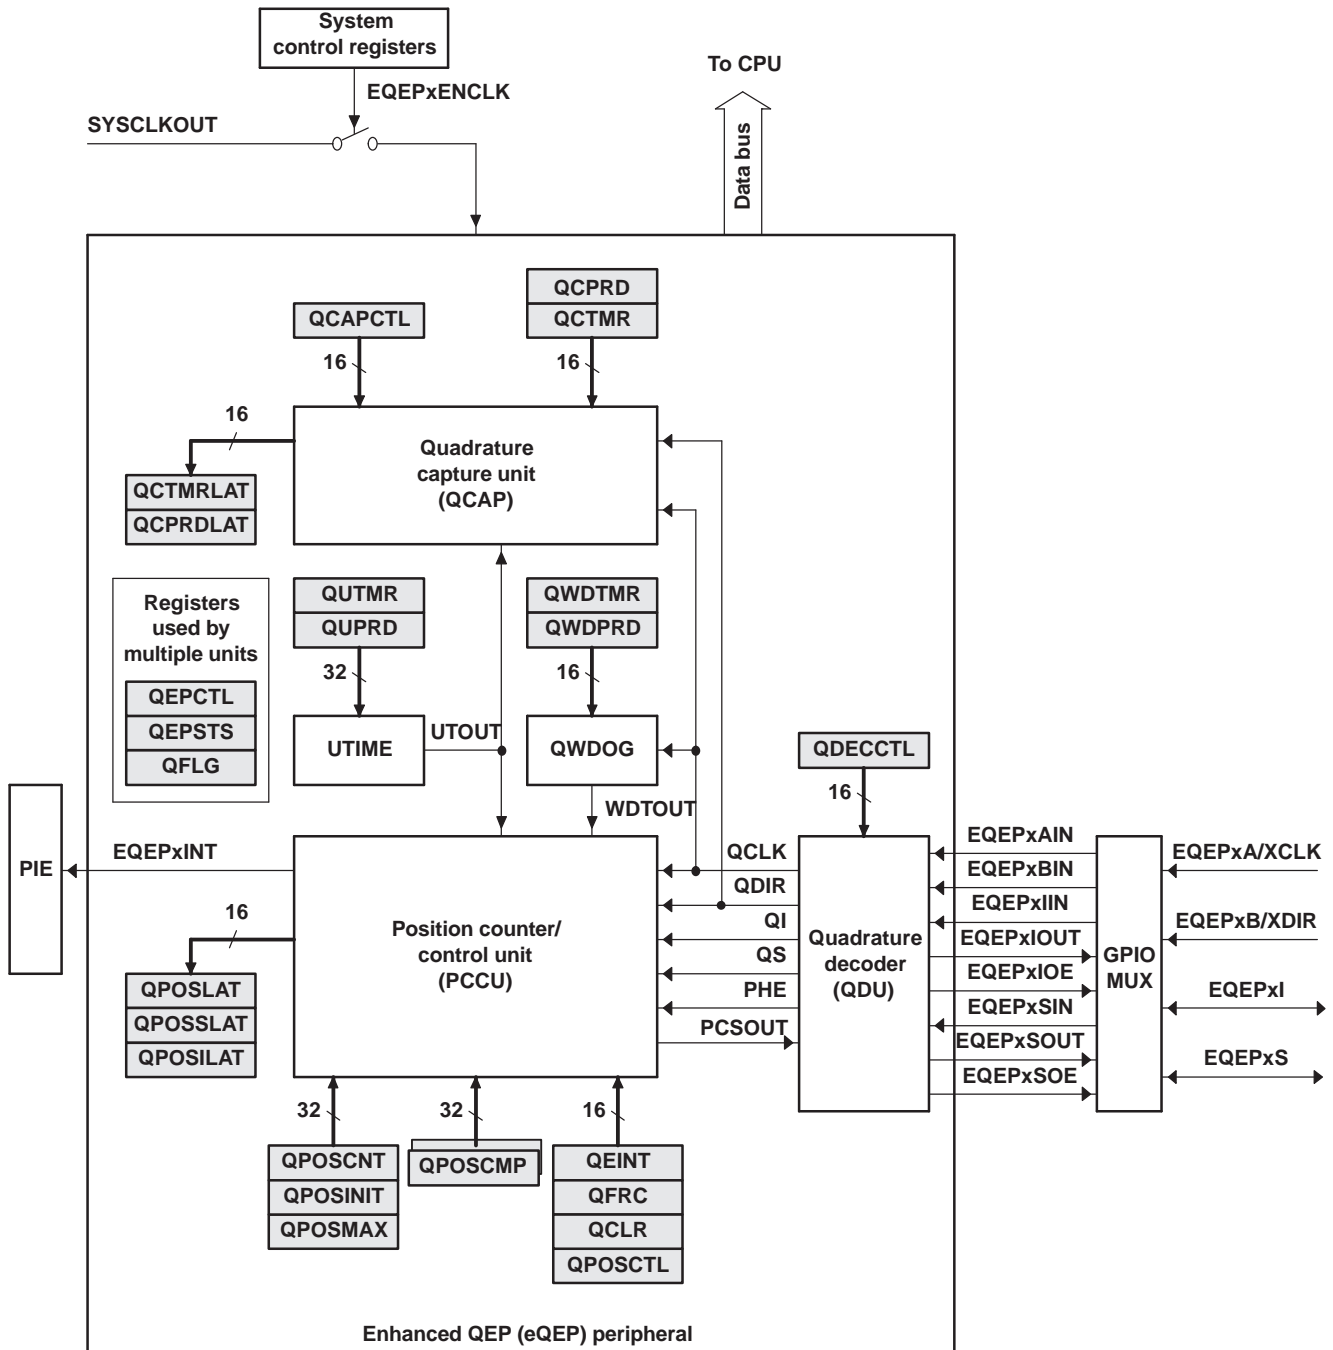 System
control registers
To CPU
EQEPxENCLK
SYSCLKOUT
Data bus
QCPRD
QCAPCTL
QCTMR
16
16
16
Quadrature
capture unit
(QCAP)
QCTMRLAT
QCPRDLAT
Registers
used by
multiple units
QEPCTL
QEPSTS
QFLG
QUTMR
QUPRD
QWDTMR
QWDPRD
32
16
UTIME
UTOUT
QWDOG
QDECCTL
WDTOUT
16
PIE
EQEPxINT
QCLK
QDIR
QI
QS
PHE
PCSOUT
16
Position counter/
control unit
(PCCU)
Quadrature
decoder
(QDU)
EQEPxAIN
EQEPxBIN
EQEPxIIN
EQEPxIOUT
EQEPxIOE
EQEPxSIN
EQEPxSOUT
EQEPxSOE
GPIO
MUX
EQEPxA/XCLK
EQEPxB/XDIR
EQEPxI
EQEPxS
QPOSLAT
QPOSSLAT
QPOSILAT
32
32
16
QPOSCNT
QPOSINIT
QPOSMAX
QPOSCMP
QEINT
QFRC
QCLR
QPOSCTL
Enhanced QEP (eQEP) peripheral